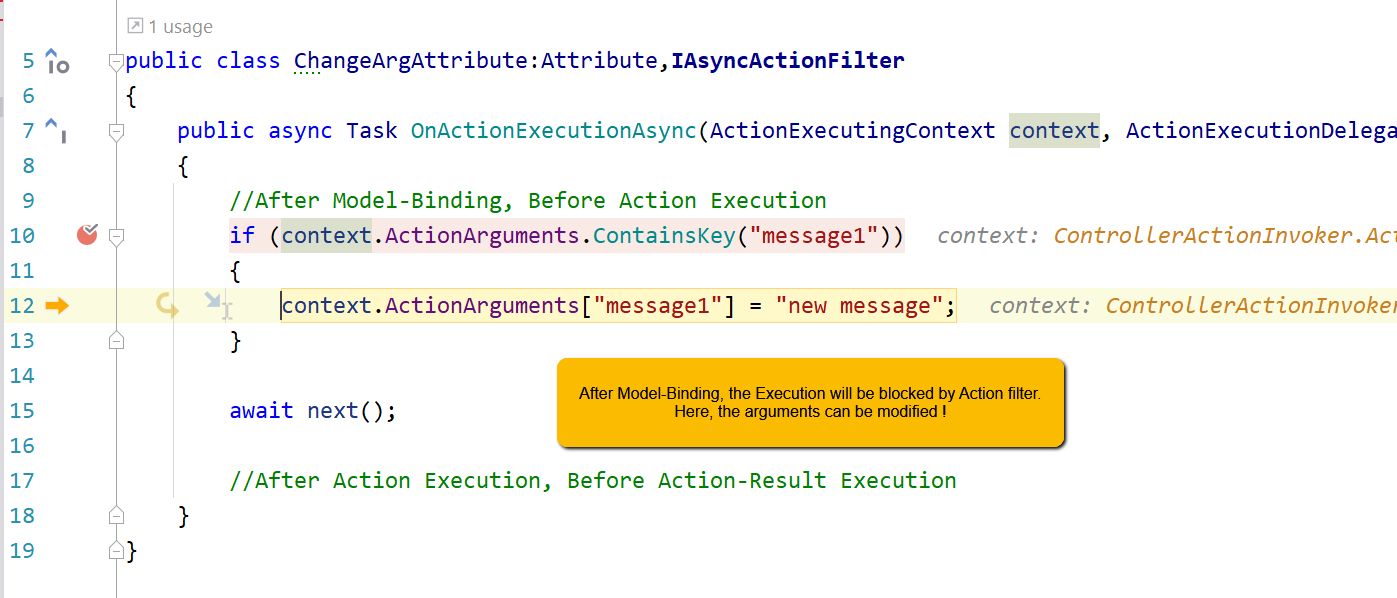 1 usage
5 public class ChangeArgAttribute:Attribute,IAsyncActionFilter
6 {
7 public async Task OnActionExecutionAsync(ActionExecutingContext context, ActionExecutionDelega
8 {
9 //After Model-Binding, Before Action Execution
10 if (context.ActionArguments.ContainsKey("message1")) context: ControllerActionInvoker.Act
11 {
12 context.ActionArguments["message1"] = "new message"; context: ControllerActionInvoker
13 }
14
After Model-Binding, the Execution will be blocked by Action filter.
Here, the arguments can be modified !
15 await next();
16
17 //After Action Execution, Before Action-Result Execution
18 }
19 }